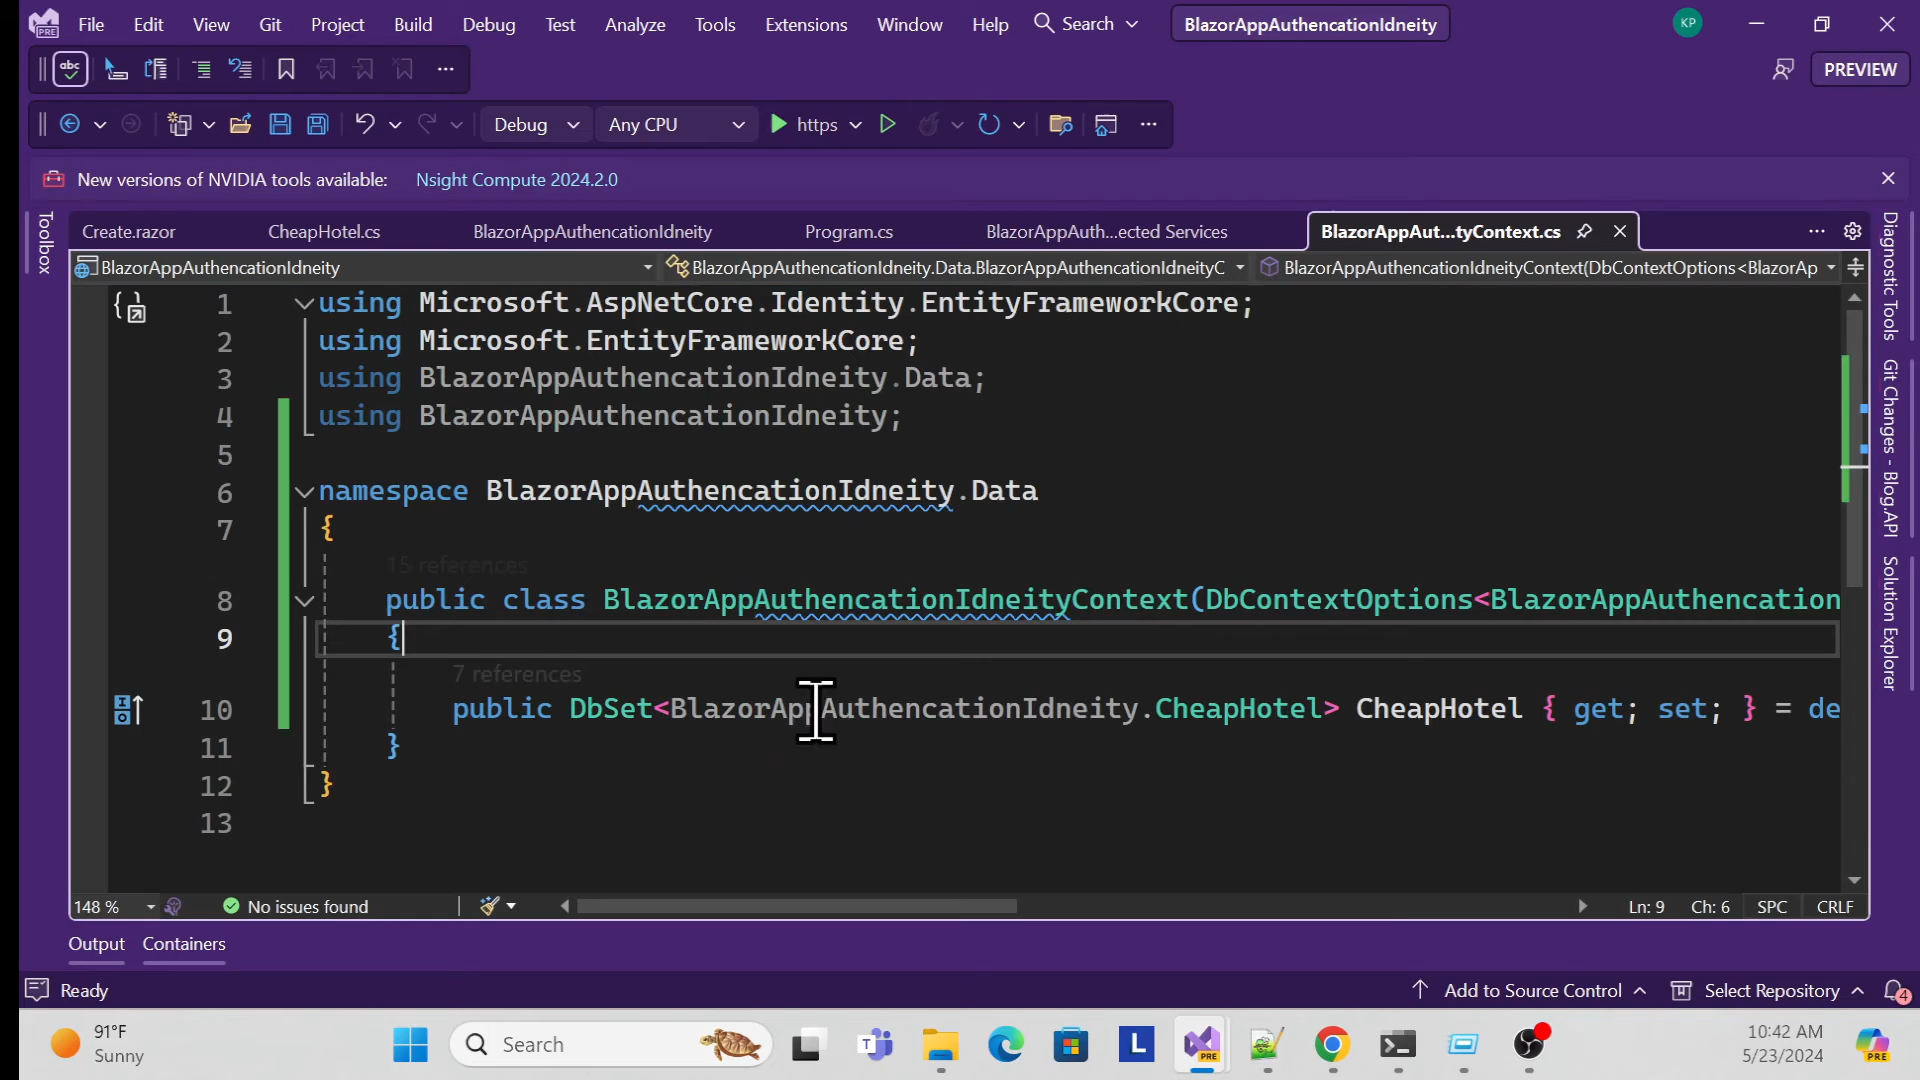 File Edit View Git Project Build Debug Test Analyze Tools Extensions Window Help Search BlazorAppAuthencationIdneity KP
PRE
abc PREVIEW
Debug Any CPU https
New versions of NVIDIA tools available: Nsight Compute 2024.2.0
Create.razor CheapHotel.cs BlazorAppAuthencationIdneity Program.cs BlazorAppAuth...ected Services BlazorAppAut...tyContext.cs
BlazorAppAuthencationIdneity BlazorAppAuthencationIdneity.Data.BlazorAppAuthencationIdneityC BlazorAppAuthencationIdneityContext(DbContextOptions<BlazorAp
Toolbox
1 using Microsoft.AspNetCore.Identity.EntityFrameworkCore;
2 using Microsoft.EntityFrameworkCore;
3 using BlazorAppAuthencationIdneity.Data;
4 using BlazorAppAuthencationIdneity;
5
6 namespace BlazorAppAuthencationIdneity.Data
7 {
15 references
8 public class BlazorAppAuthencationIdneityContext(DbContextOptions<BlazorAppAuthencation
9 {
7 references
10 public DbSet<BlazorAppAuthencationIdneity.CheapHotel> CheapHotel { get; set; } = de
11 }
12 }
13
Diagnostic Tools
Git Changes - Blog.API
Solution Explorer
148 % No issues found Ln: 9 Ch: 6 SPC CRLF
Output Containers
Ready Add to Source Control Select Repository 4
91°F
Sunny
Search
T
L
PRE
10:42 AM
5/23/2024
PRE